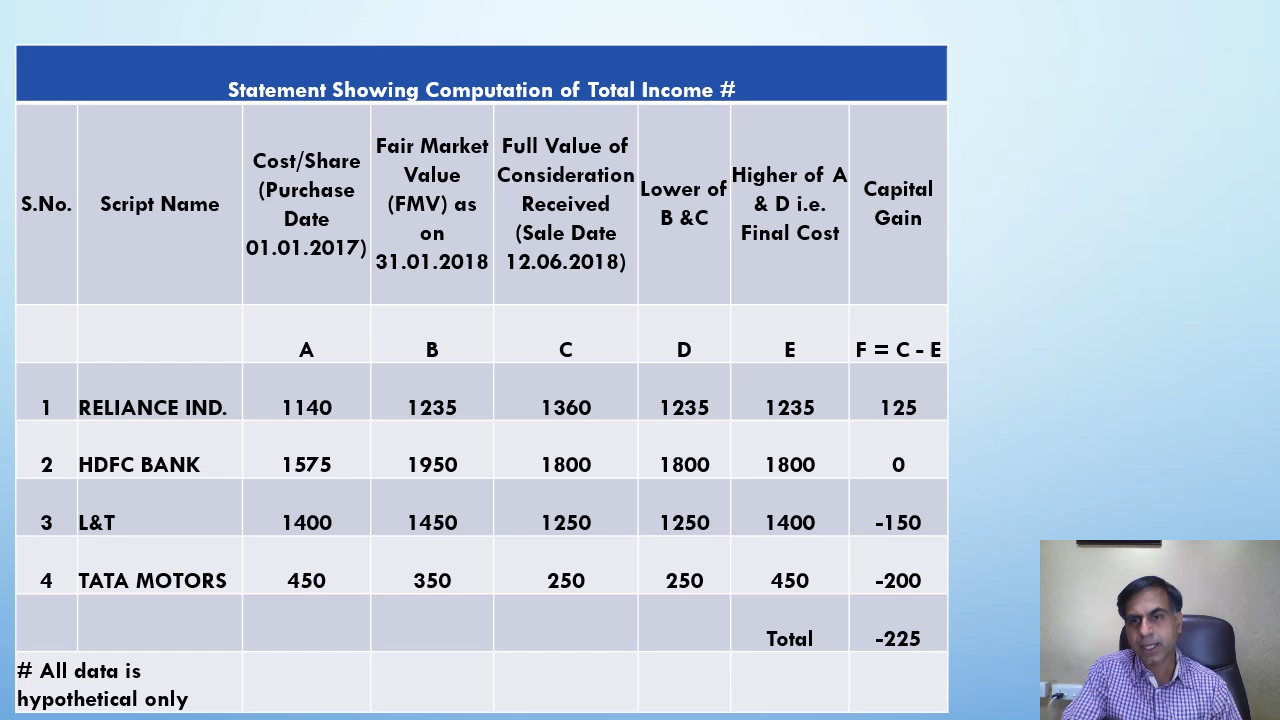 Statement Showing Computation of Total Income #
S.No.
Script Name
Cost/Share
(Purchase
Date
01.01.2017)
Fair Market
Value
(FMV) as
on
31.01.2018
Full Value of
Consideration
Received
(Sale Date
12.06.2018)
Lower of
B &C
Higher of A
& D i.e.
Final Cost
Capital
Gain
A B C D E F = C - E
1 RELIANCE IND. 1140 1235 1360 1235 1235 125
2 HDFC BANK 1575 1950 1800 1800 1800 0
3 L&T 1400 1450 1250 1250 1400 -150
4 TATA MOTORS 450 350 250 250 450 -200
Total -225
# All data is
hypothetical only